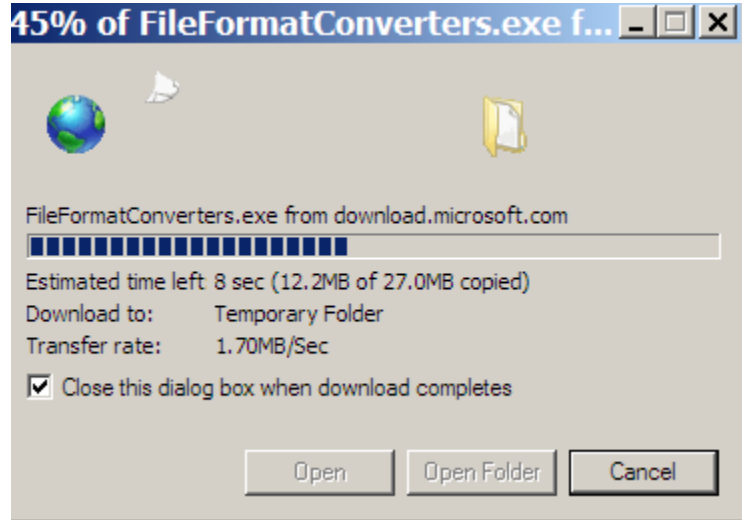 45% of FileFormatConverters.exe f...
FileFormatConverters.exe from download.microsoft.com
Estimated time left 8 sec (12.2MB of 27.0MB copied)
Download to: Temporary Folder
Transfer rate: 1.70MB/Sec
Close this dialog box when download completes
Open Open Folder Cancel